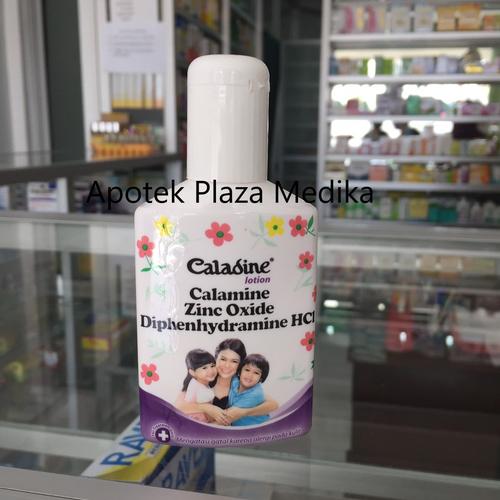 Apotek Plaza Medika
Caladine®
lotion
Calamine
Zinc Oxide
Diphenhydramine HCl
Mengatasi gatal karena alergi pada kulit